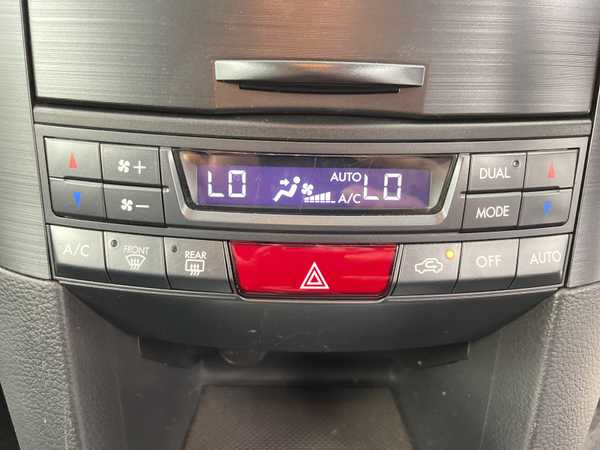 LO AUTO LO
A/C
DUAL
MODE
A/C FRONT REAR OFF AUTO